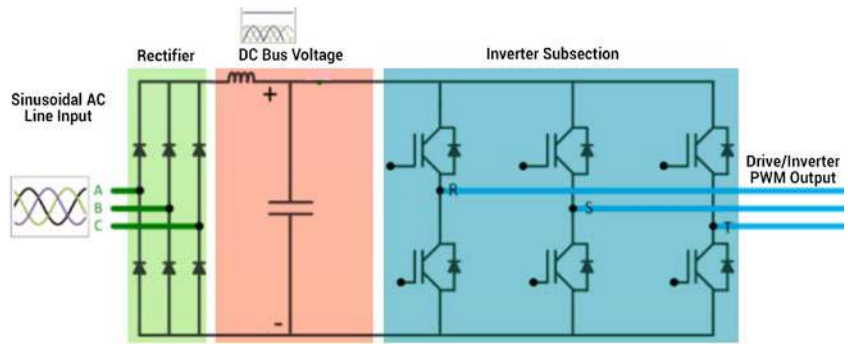 Rectifier
DC Bus Voltage
Inverter Subsection
Sinusoidal AC
Line Input
+
Drive/Inverter
PWM Output
A
R
B
S
C
T
-